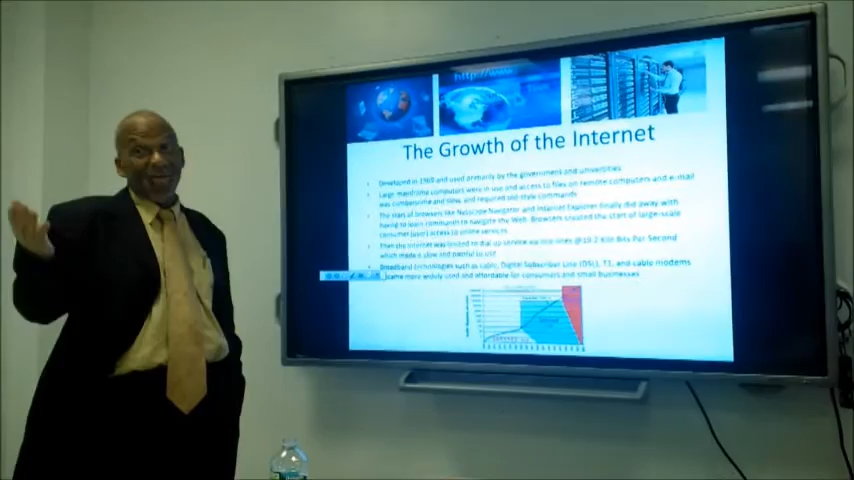 http://www
The Growth of the Internet
Developed in 1969 and used primarily by the government and universities
Large mainframe computers were in use and access to files on remote computers and e-mail
was cumbersome and slow, and required old-style commands
The start of browsers like Netscape Navigator and Internet Explorer finally did away with
having to learn commands to navigate the Web. Browsers created the start of large-scale
consumer (user) access to online services.
Then the Internet was limited to dial up service via Tel-lines @19.2 Kilo Bits Per Second
which made it slow and painful to use
Broadband technologies such as cable, Digital Subscriber Line (DSL), T1, and cable modems
became more widely used and affordable for consumers and small businesses